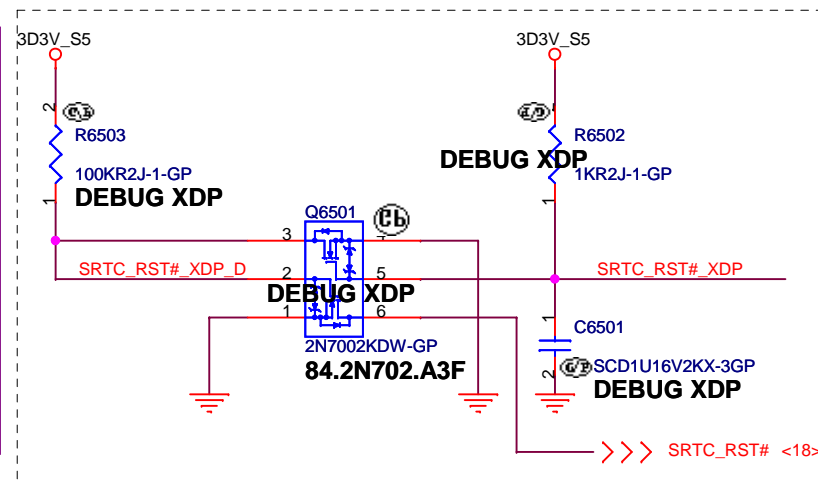 3D3V_S5
3D3V_S5
2
R6503
100KR2J-1-GP
DEBUG XDP
1
R6502
1KR2J-1-GP
DEBUG XDP
1
Q6501
3
2
1
5
6
SRTC_RST#_XDP_D
DEBUG XDP
2N7002KDW-GP
84.2N702.A3F
SRTC_RST#_XDP
1
C6501
2
SCD1U16V2KX-3GP
DEBUG XDP
SRTC_RST# <18>